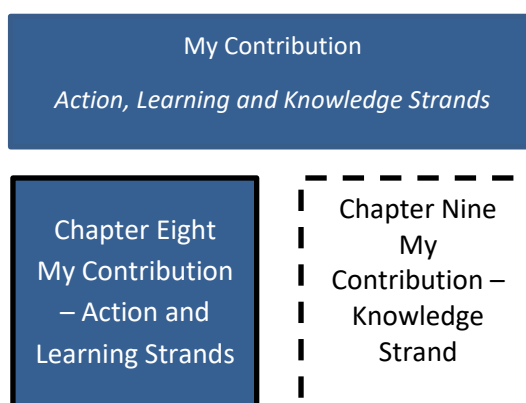 My Contribution
Action, Learning and Knowledge Strands
Chapter Eight
My Contribution
– Action and
Learning Strands
Chapter Nine
My
Contribution –
Knowledge
Strand